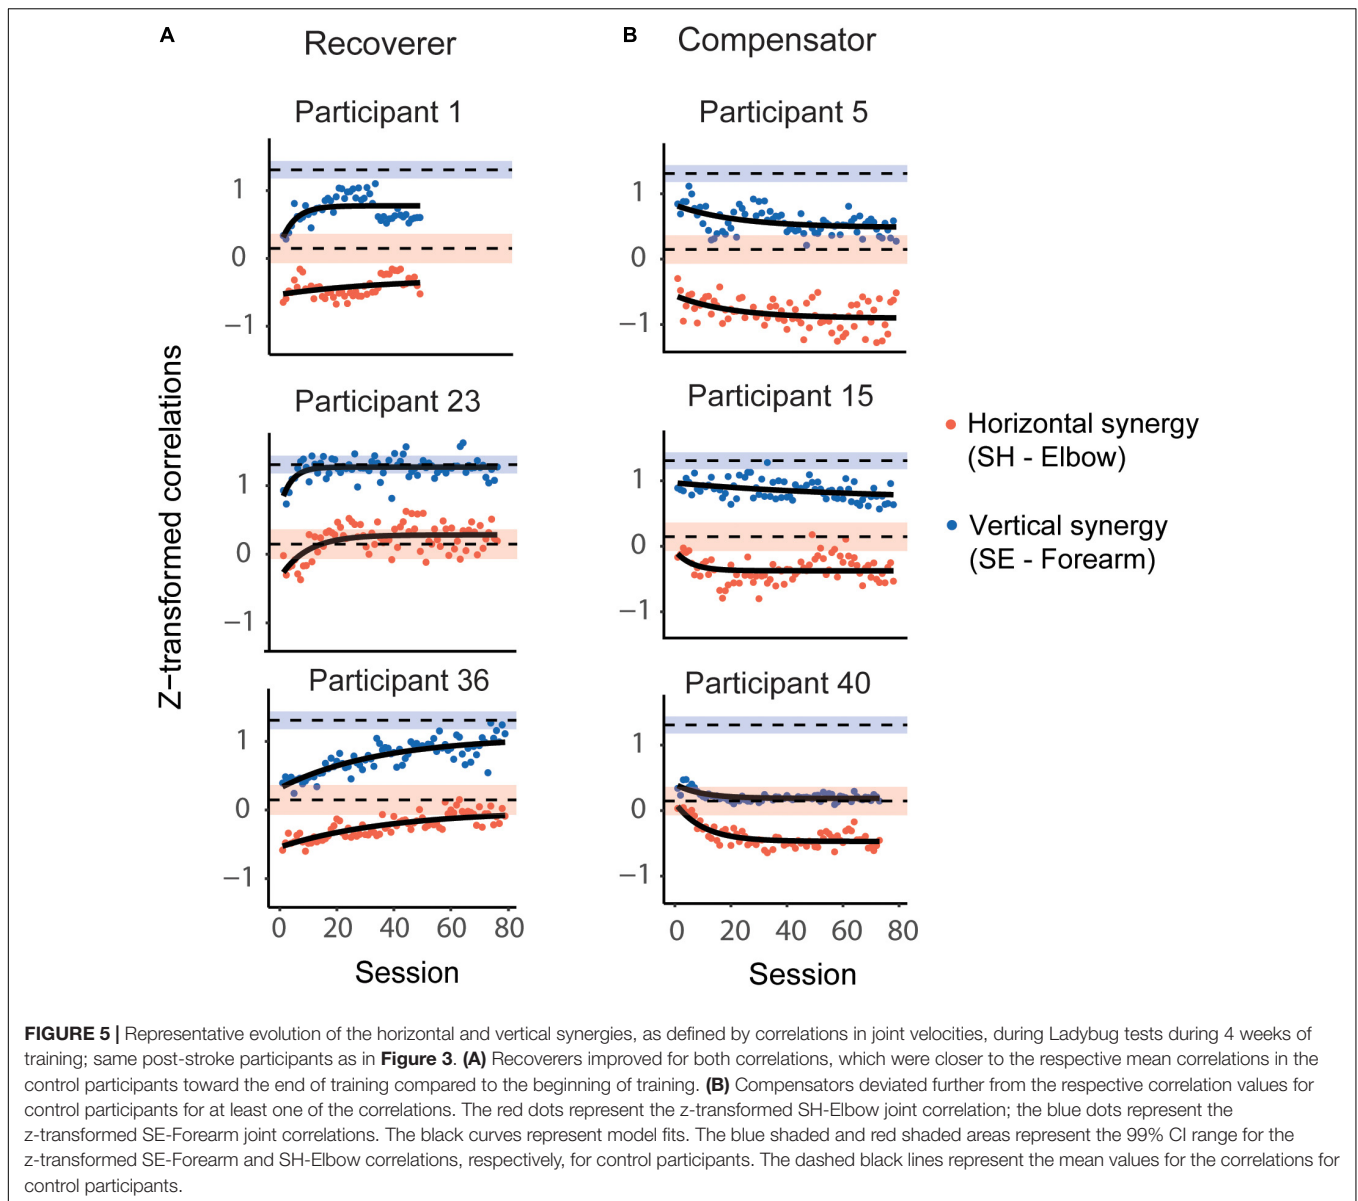 A
Recoverer
B
Compensator
Participant 1
Participant 5
1
0
−1
1
0
−1
Participant 23
Participant 15
1
0
−1
1
0
−1
Participant 36
Participant 40
1
0
−1
1
0
−1
0 20 40 60 80
0 20 40 60 80
Session
Session
Z−transformed correlations
Horizontal synergy
(SH - Elbow)
Vertical synergy
(SE - Forearm)
FIGURE 5 | Representative evolution of the horizontal and vertical synergies, as defined by correlations in joint velocities, during Ladybug tests during 4 weeks of
training; same post-stroke participants as in Figure 3. (A) Recoverers improved for both correlations, which were closer to the respective mean correlations in the
control participants toward the end of training compared to the beginning of training. (B) Compensators deviated further from the respective correlation values for
control participants for at least one of the correlations. The red dots represent the z-transformed SH-Elbow joint correlation; the blue dots represent the
z-transformed SE-Forearm joint correlations. The black curves represent model fits. The blue shaded and red shaded areas represent the 99% CI range for the
z-transformed SE-Forearm and SH-Elbow correlations, respectively, for control participants. The dashed black lines represent the mean values for the correlations for
control participants.